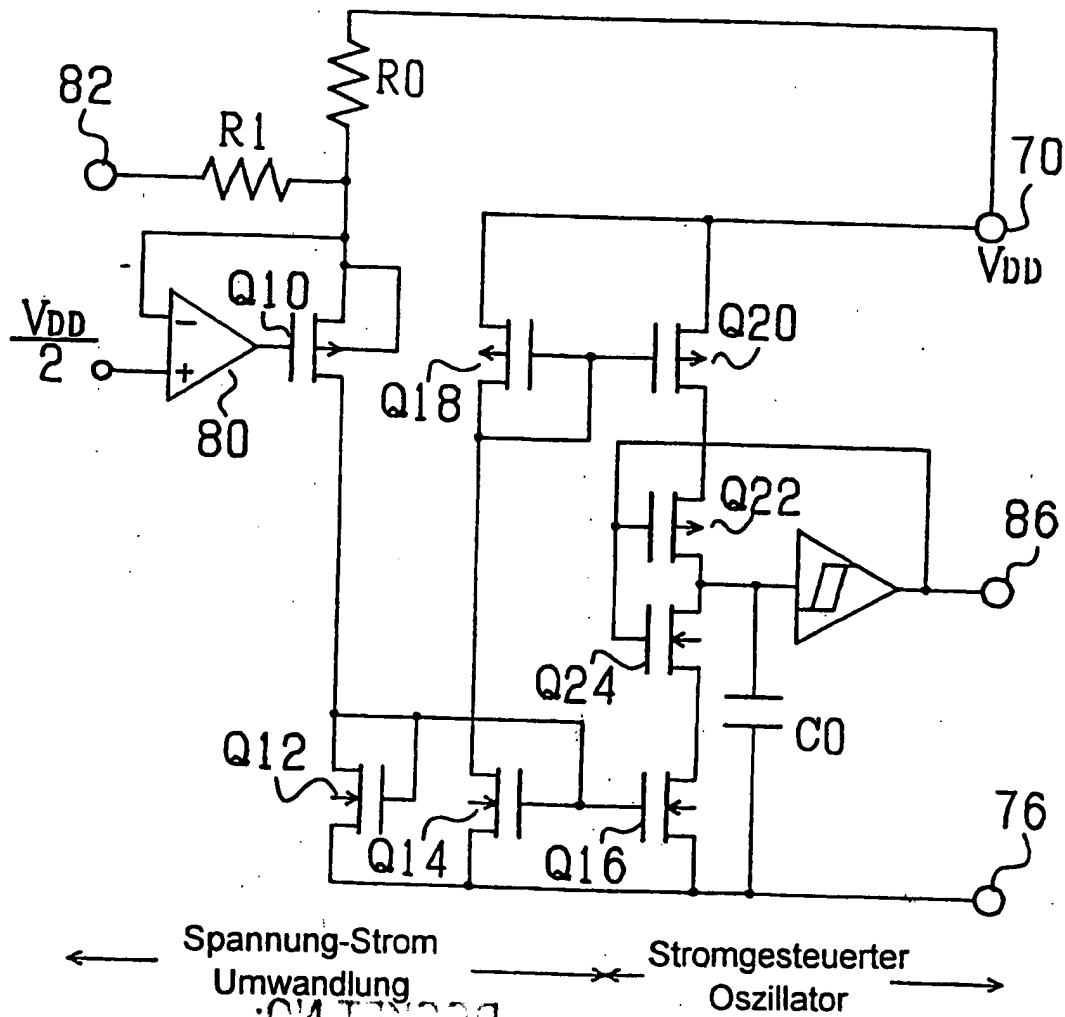 82
R1
R0
70
VDD
Q10
VDD
2
-
+
80
Q18
Q20
Q22
86
Q24
C0
Q12
Q14
Q16
76
Spannung-Strom
Umwandlung
Stromgesteuerter
Oszillator